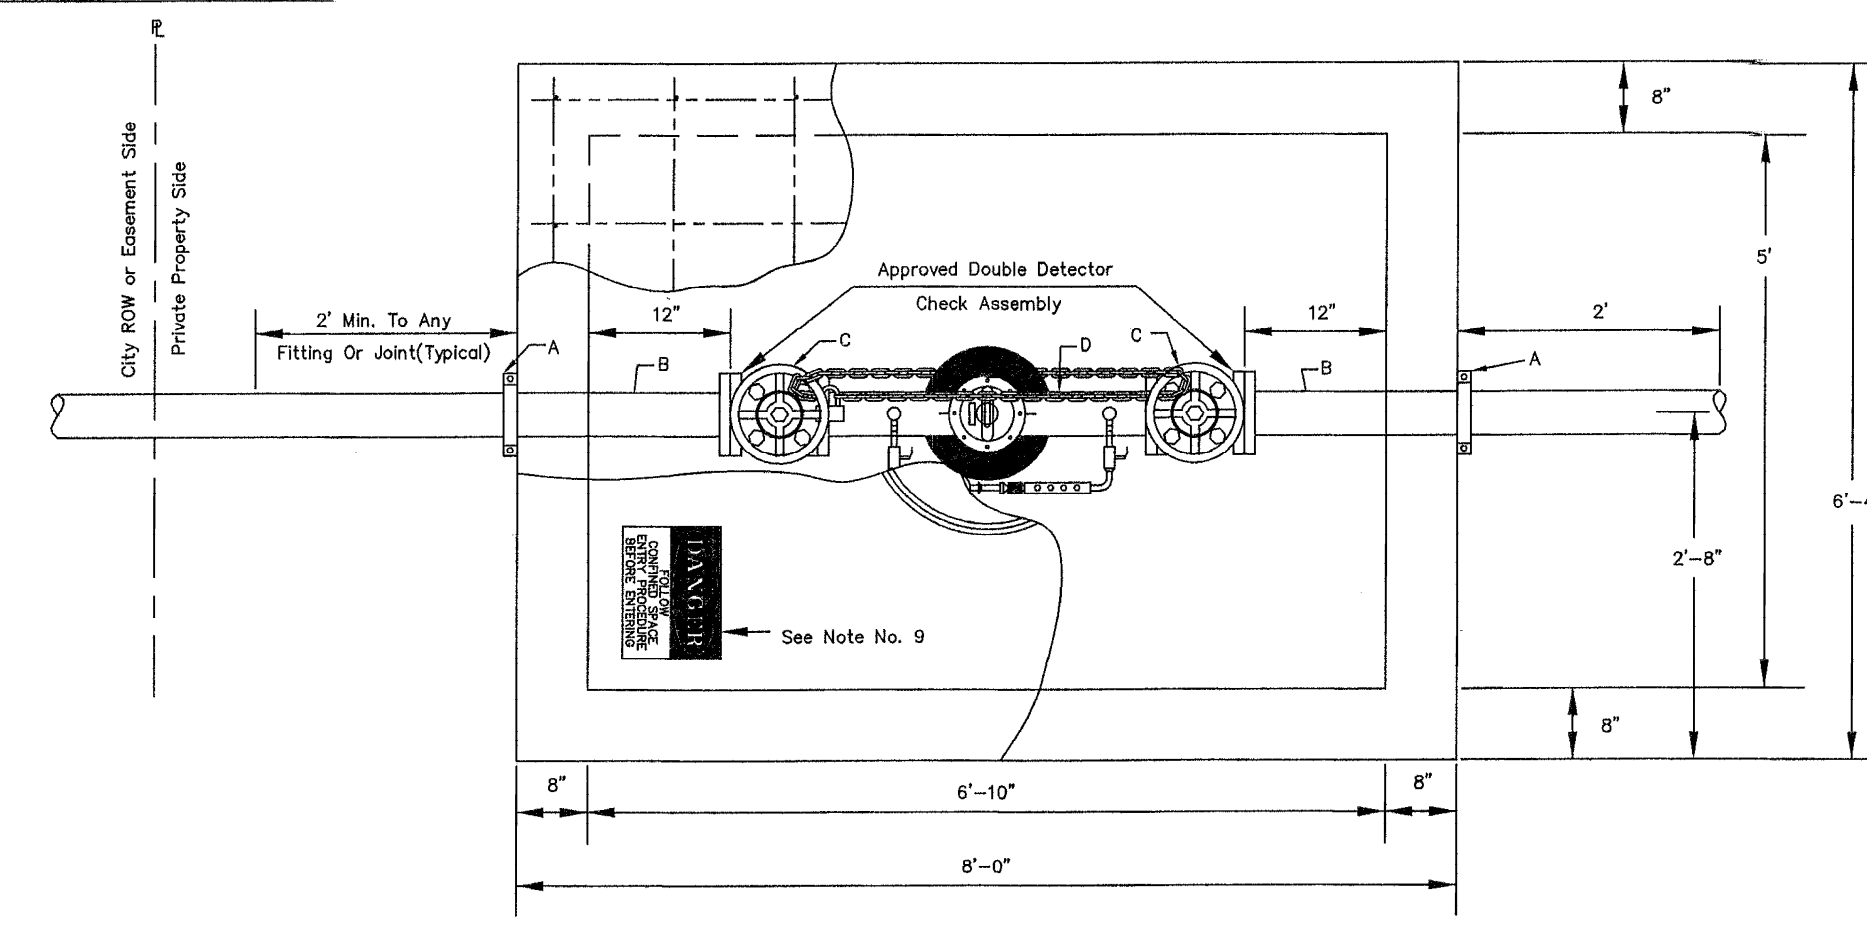 PL
City ROW or Easement Side
Private Property Side
2' Min. To Any
Fitting Or Joint(Typical)
A
B
12"
C
Approved Double Detector
Check Assembly
D
C
12"
B
2'
A
8"
5'
6'-4
2'-8"
8"
DANGER
FOLLOW
CONFINED SPACE
ENTRY PROCEDURE
BEFORE ENTERING
See Note No. 9
8"
6'-10"
8"
8'-0"